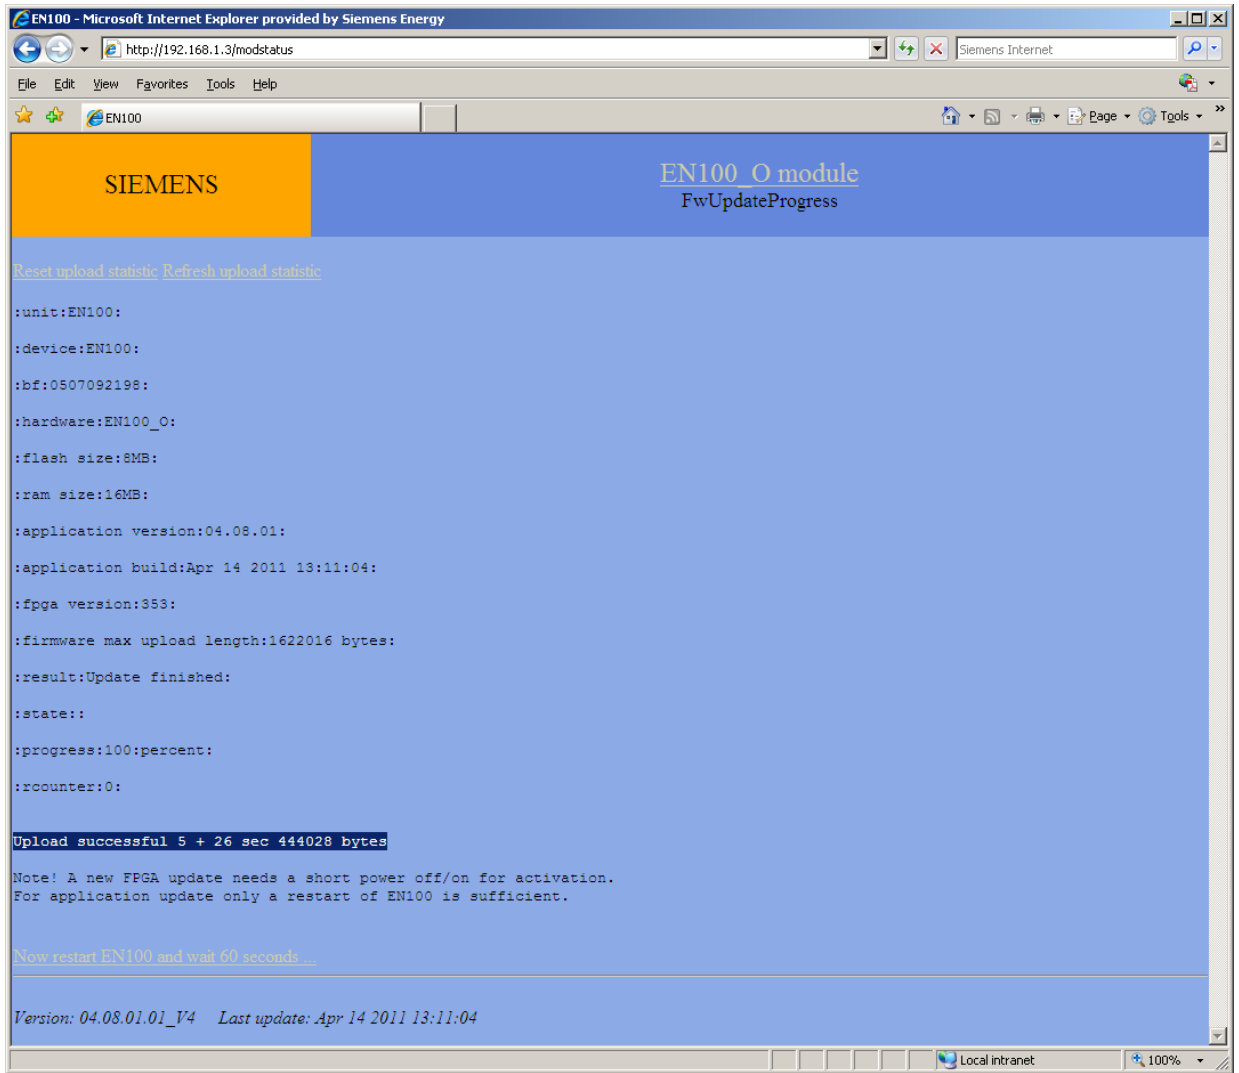 EN100 - Microsoft Internet Explorer provided by Siemens Energy
http://192.168.1.3/modstatus
Siemens Internet
File Edit View Favorites Tools Help
EN100
Page Tools »
SIEMENS
EN100_O module
FwUpdateProgress
Reset upload statistic Refresh upload statistic
:unit:EN100:
:device:EN100:
:bf:0507092198:
:hardware:EN100_O:
:flash size:8MB:
:ram size:16MB:
:application version:04.08.01:
:application build:Apr 14 2011 13:11:04:
:fpga version:353:
:firmware max upload length:1622016 bytes:
:result:Update finished:
:state::
:progress:100:percent:
:rcounter:0:
Upload successful 5 + 26 sec 444028 bytes
Note! A new FPGA update needs a short power off/on for activation.
For application update only a restart of EN100 is sufficient.
Now restart EN100 and wait 60 seconds ...
Version: 04.08.01.01_V4 Last update: Apr 14 2011 13:11:04
Local intranet 100%